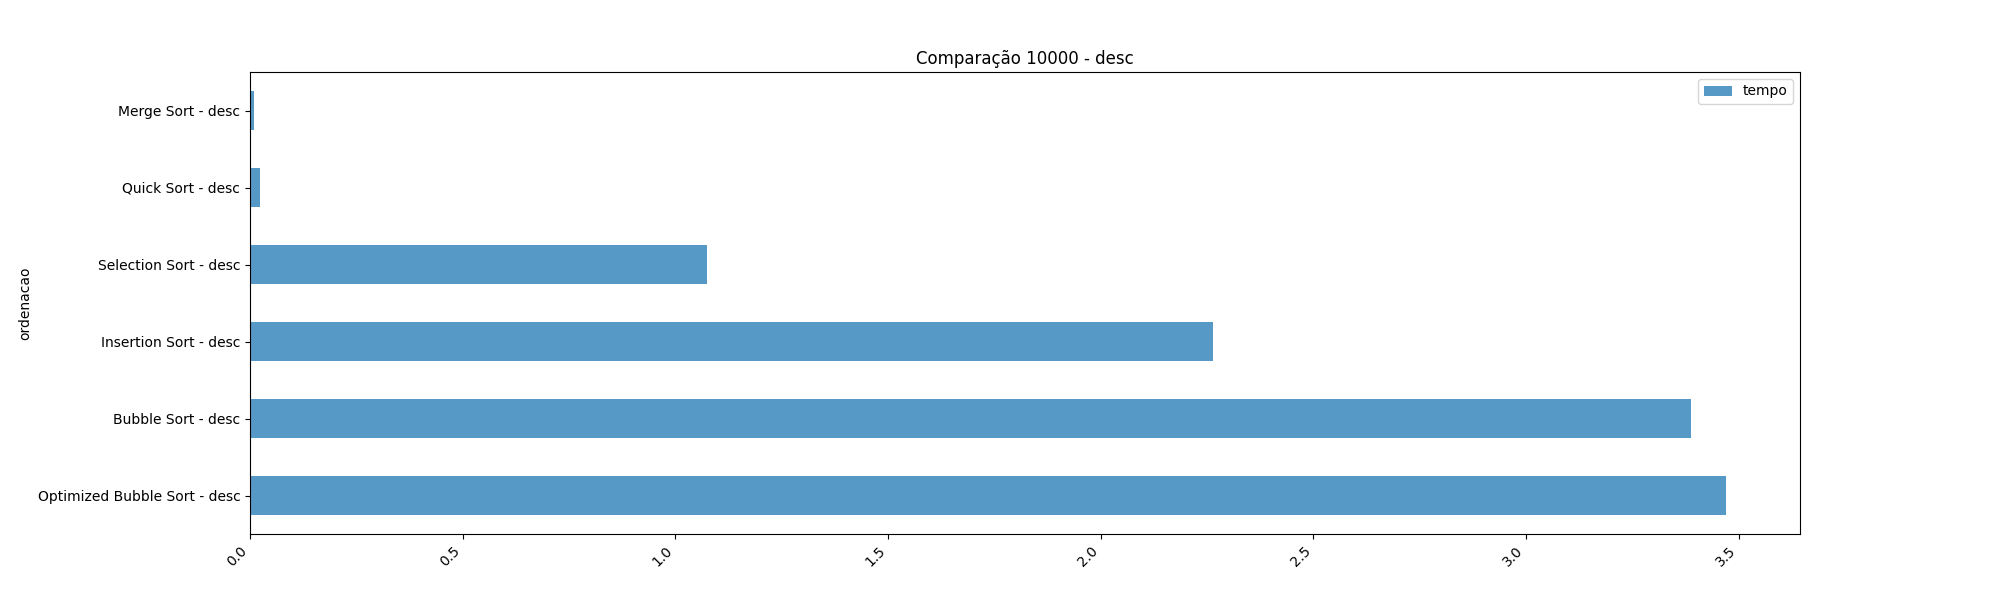 Comparação 10000 - desc
tempo
ordenacao
Merge Sort - desc
Quick Sort - desc
Selection Sort - desc
Insertion Sort - desc
Bubble Sort - desc
Optimized Bubble Sort - desc
0.0 0.5 1.0 1.5 2.0 2.5 3.0 3.5